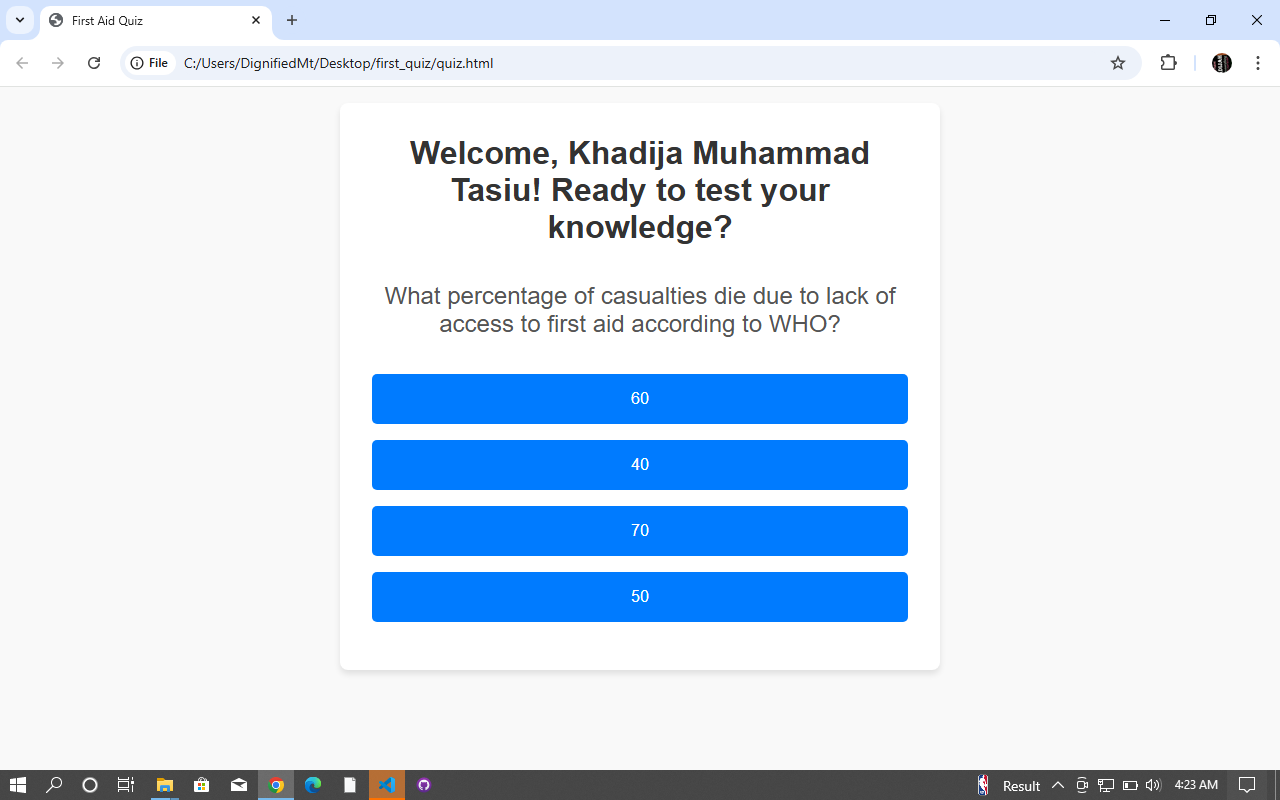 First Aid Quiz
File
C:/Users/DignifiedMt/Desktop/first_quiz/quiz.html
Welcome, Khadija Muhammad
Tasiu! Ready to test your
knowledge?
What percentage of casualties die due to lack of
access to first aid according to WHO?
60
40
70
50
Result
4:23 AM